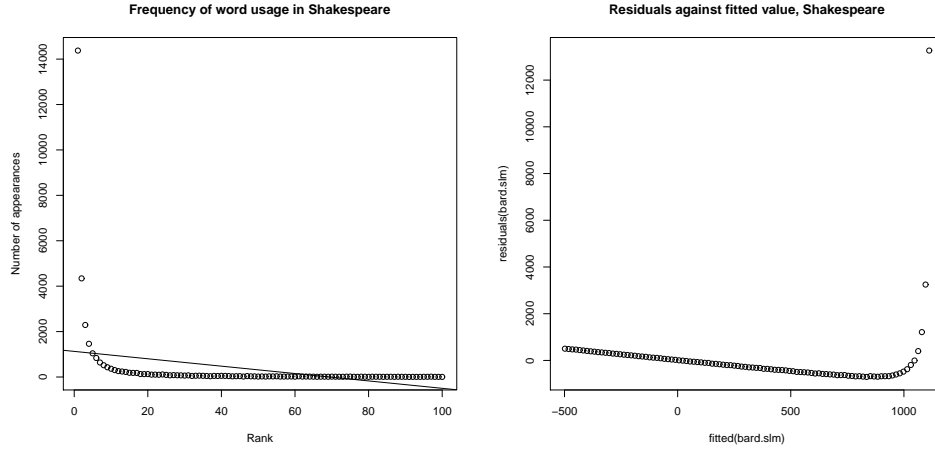 Frequency of word usage in Shakespeare
Number of appearances
14000
12000
10000
8000
6000
4000
2000
0
0 20 40 60 80 100
Rank
Residuals against fitted value, Shakespeare
residuals(bard.slm)
12000
10000
8000
6000
4000
2000
0
−500 0 500 1000
fitted(bard.slm)